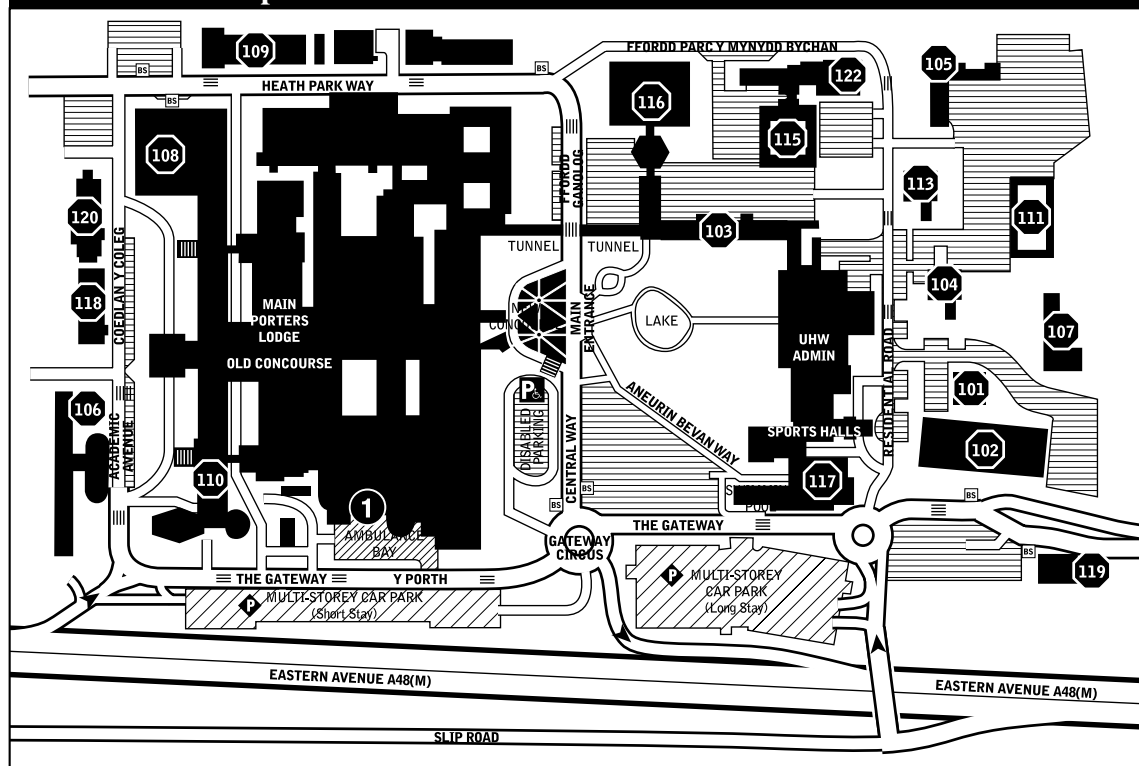 FFORDD PARC Y MYNYDD BYCHAN
109
122
105
BS
BS
HEATH PARK WAY
BS
116
108
115
120
FFORDD
GANOLOG
113
111
COEDLAN Y COLEG
TUNNEL
TUNNEL
103
118
MAIN
PORTERS
LODGE
MAIN
ENTRANCE
LAKE
104
107
OLD CONCOURSE
UHW
ADMIN
RESIDENTIAL ROAD
P
106
ACADEMIC
AVENUE
DISABLED
PARKING
ANEURIN BEVAN WAY
101
SPORTS HALLS
102
110
CENTRAL WAY
BS
117
1
AMBULANCE
BAY
BS
THE GATEWAY
BS
GATEWAY
CIRCUS
BS
119
THE GATEWAY
Y PORTH
P
MULTI-STOREY
CAR PARK
(Long Stay)
P
MULTI-STOREY CAR PARK
(Short Stay)
EASTERN AVENUE A48(M)
EASTERN AVENUE A48(M)
SLIP ROAD